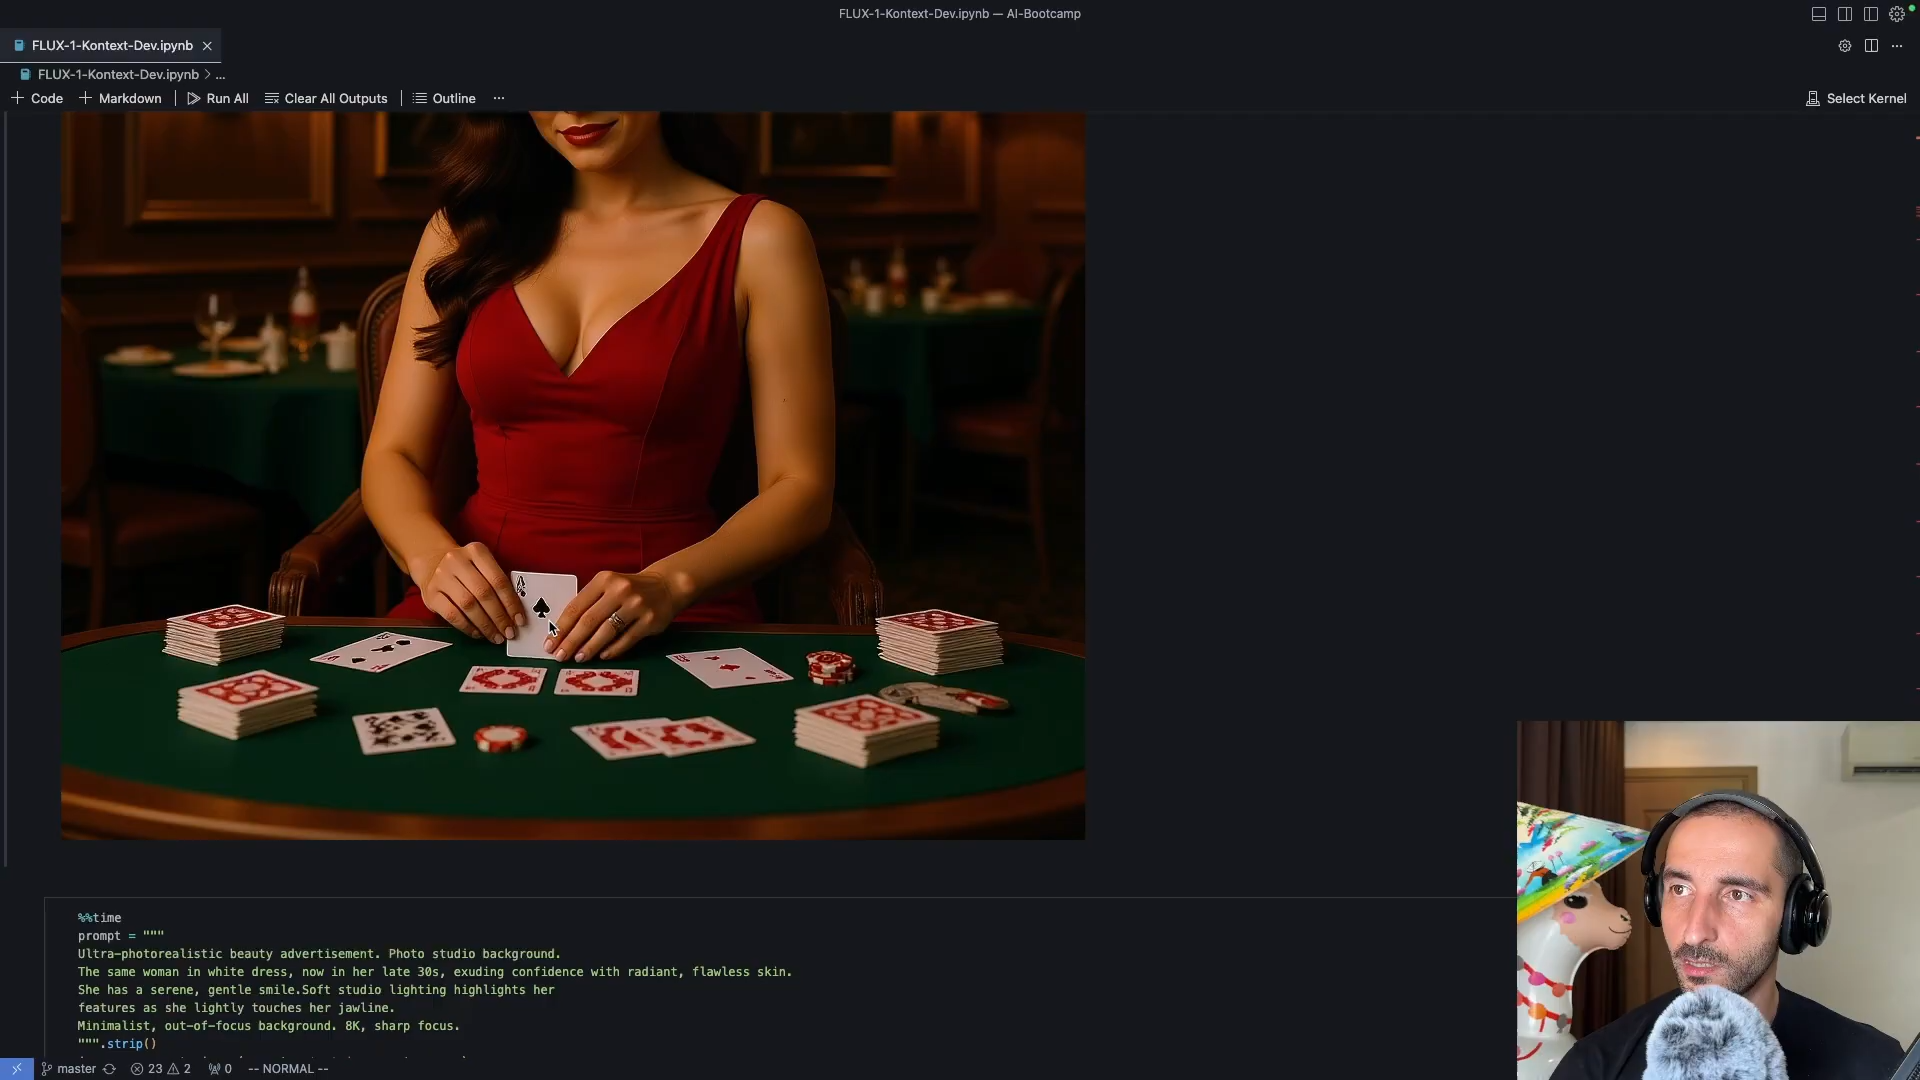 FLUX-1-Kontext-Dev.ipynb — AI-Bootcamp
FLUX-1-Kontext-Dev.ipynb
FLUX-1-Kontext-Dev.ipynb > ...
+ Code + Markdown Run All Clear All Outputs Outline ... Select Kernel
%%time
prompt = """
Ultra-photorealistic beauty advertisement. Photo studio background.
The same woman in white dress, now in her late 30s, exuding confidence with radiant, flawless skin.
She has a serene, gentle smile.Soft studio lighting highlights her
features as she lightly touches her jawline.
Minimalist, out-of-focus background. 8K, sharp focus.
""".strip()
master 23 2 0 -- NORMAL --